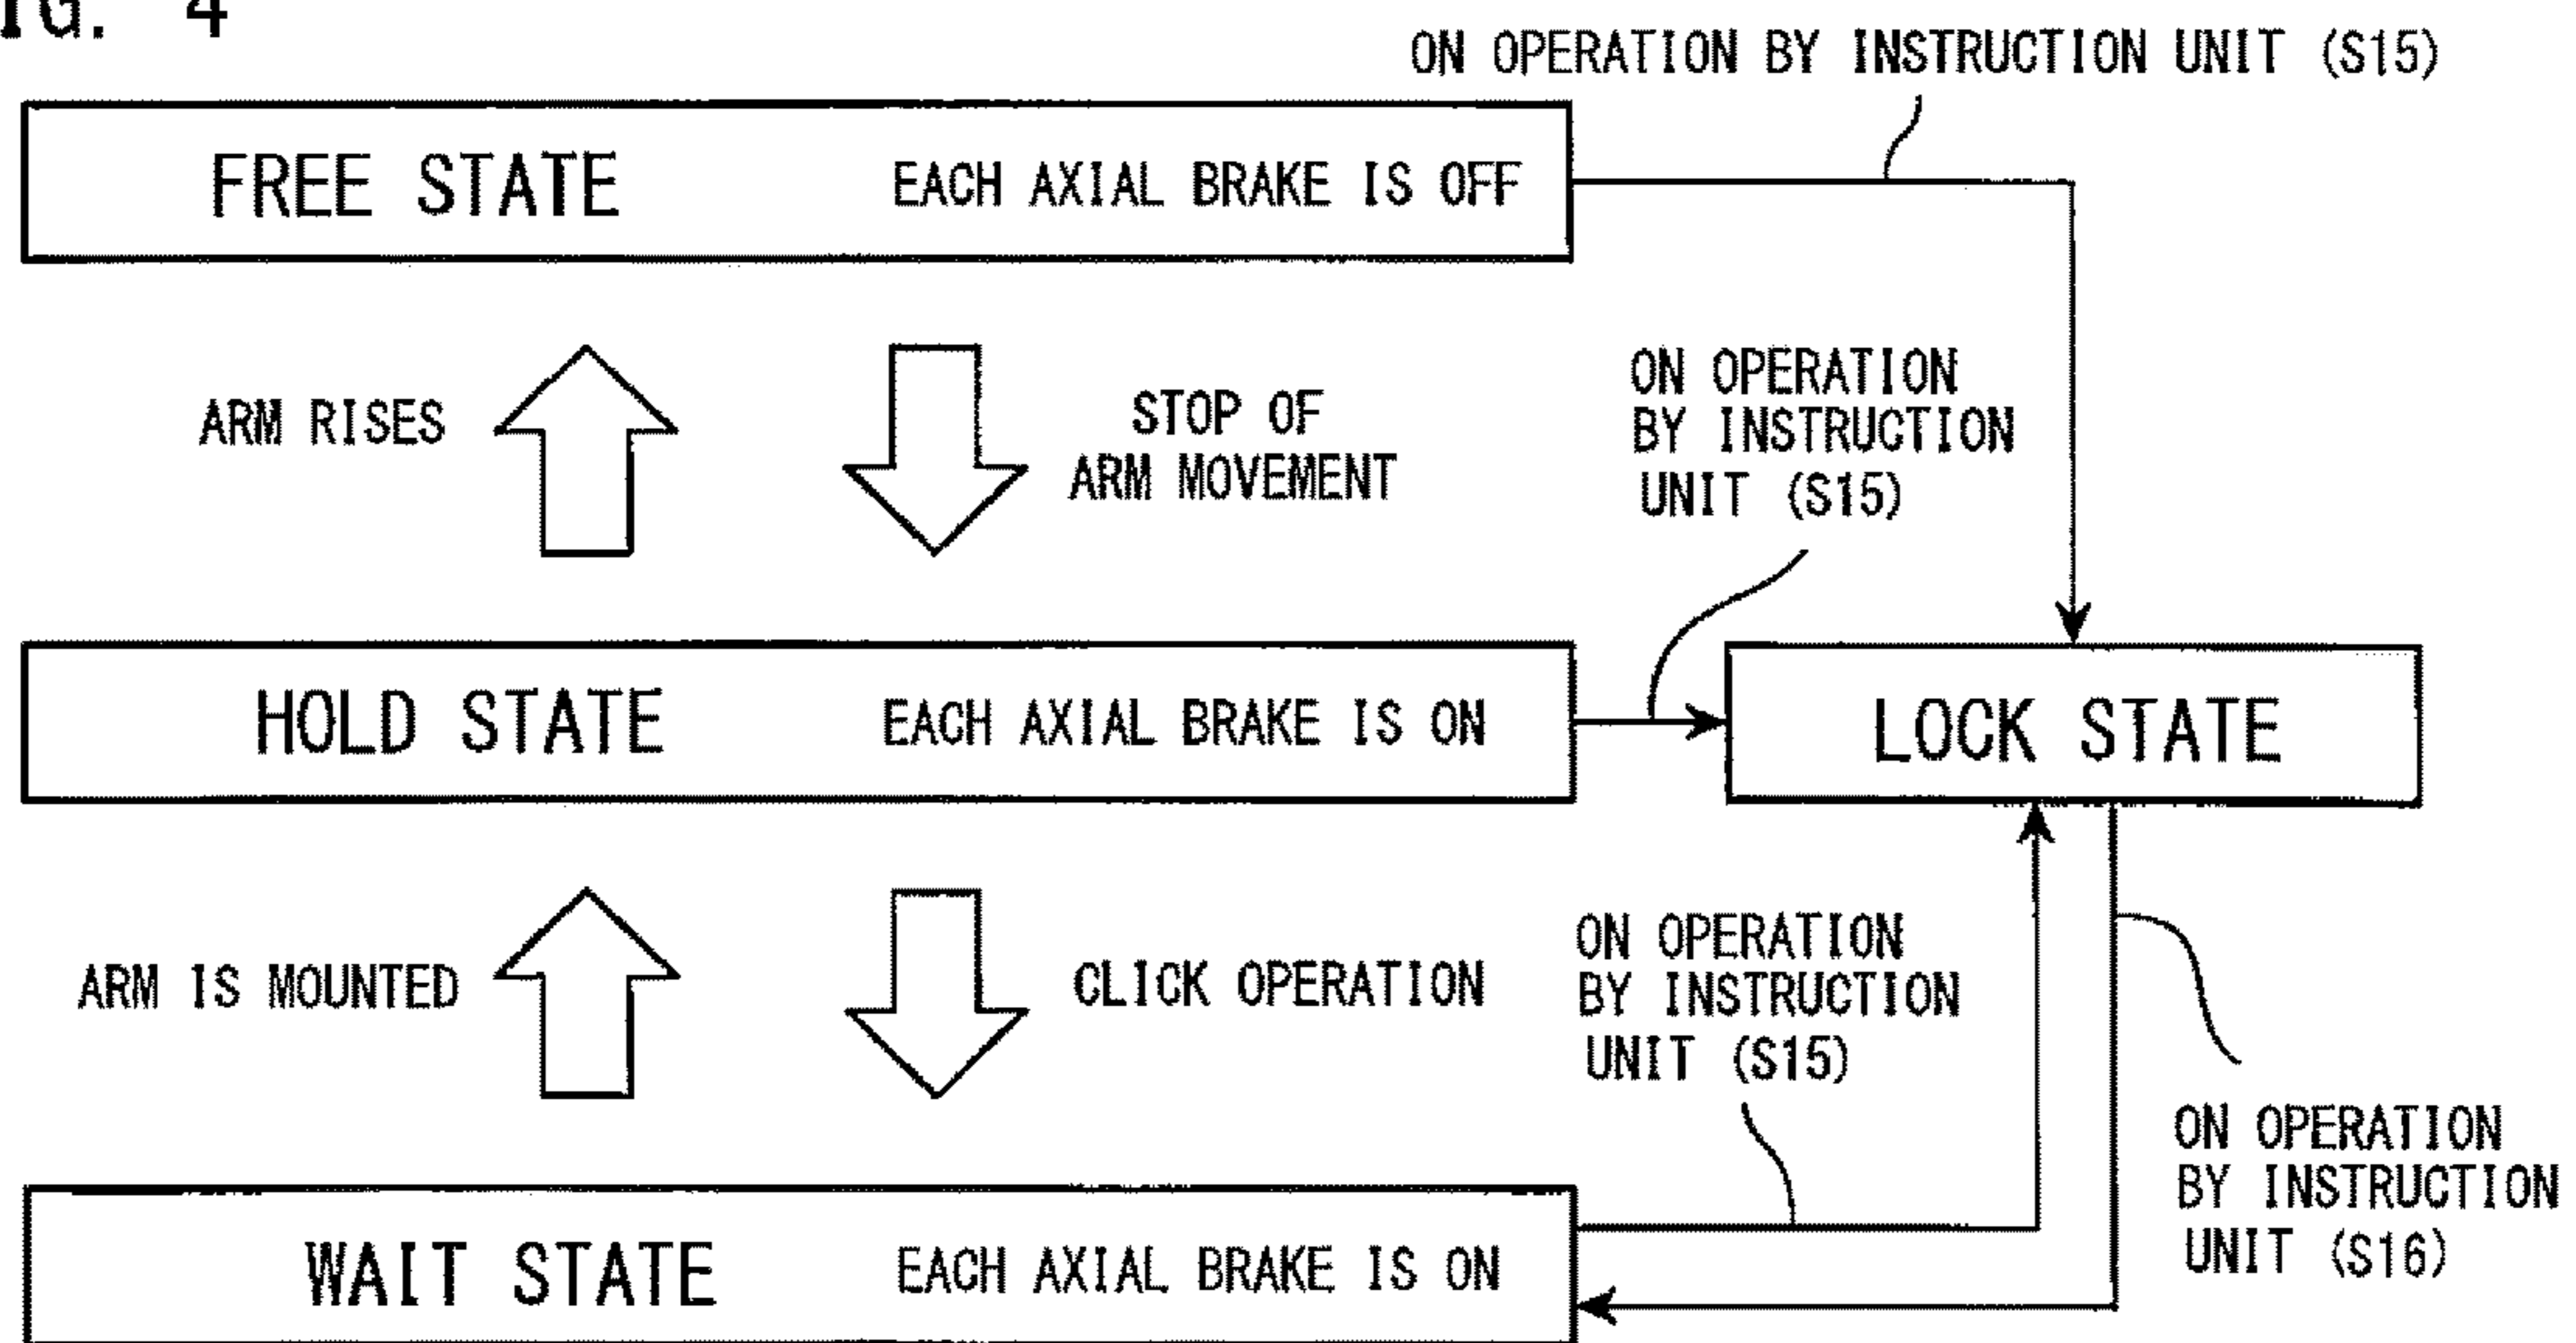 FIG. 4
ON OPERATION BY INSTRUCTION UNIT (S15)
FREE STATE EACH AXIAL BRAKE IS OFF
ARM RISES
STOP OF
ARM MOVEMENT
ON OPERATION
BY INSTRUCTION
UNIT (S15)
HOLD STATE EACH AXIAL BRAKE IS ON
LOCK STATE
ARM IS MOUNTED
CLICK OPERATION
ON OPERATION
BY INSTRUCTION
UNIT (S15)
ON OPERATION
BY INSTRUCTION
UNIT (S16)
WAIT STATE EACH AXIAL BRAKE IS ON